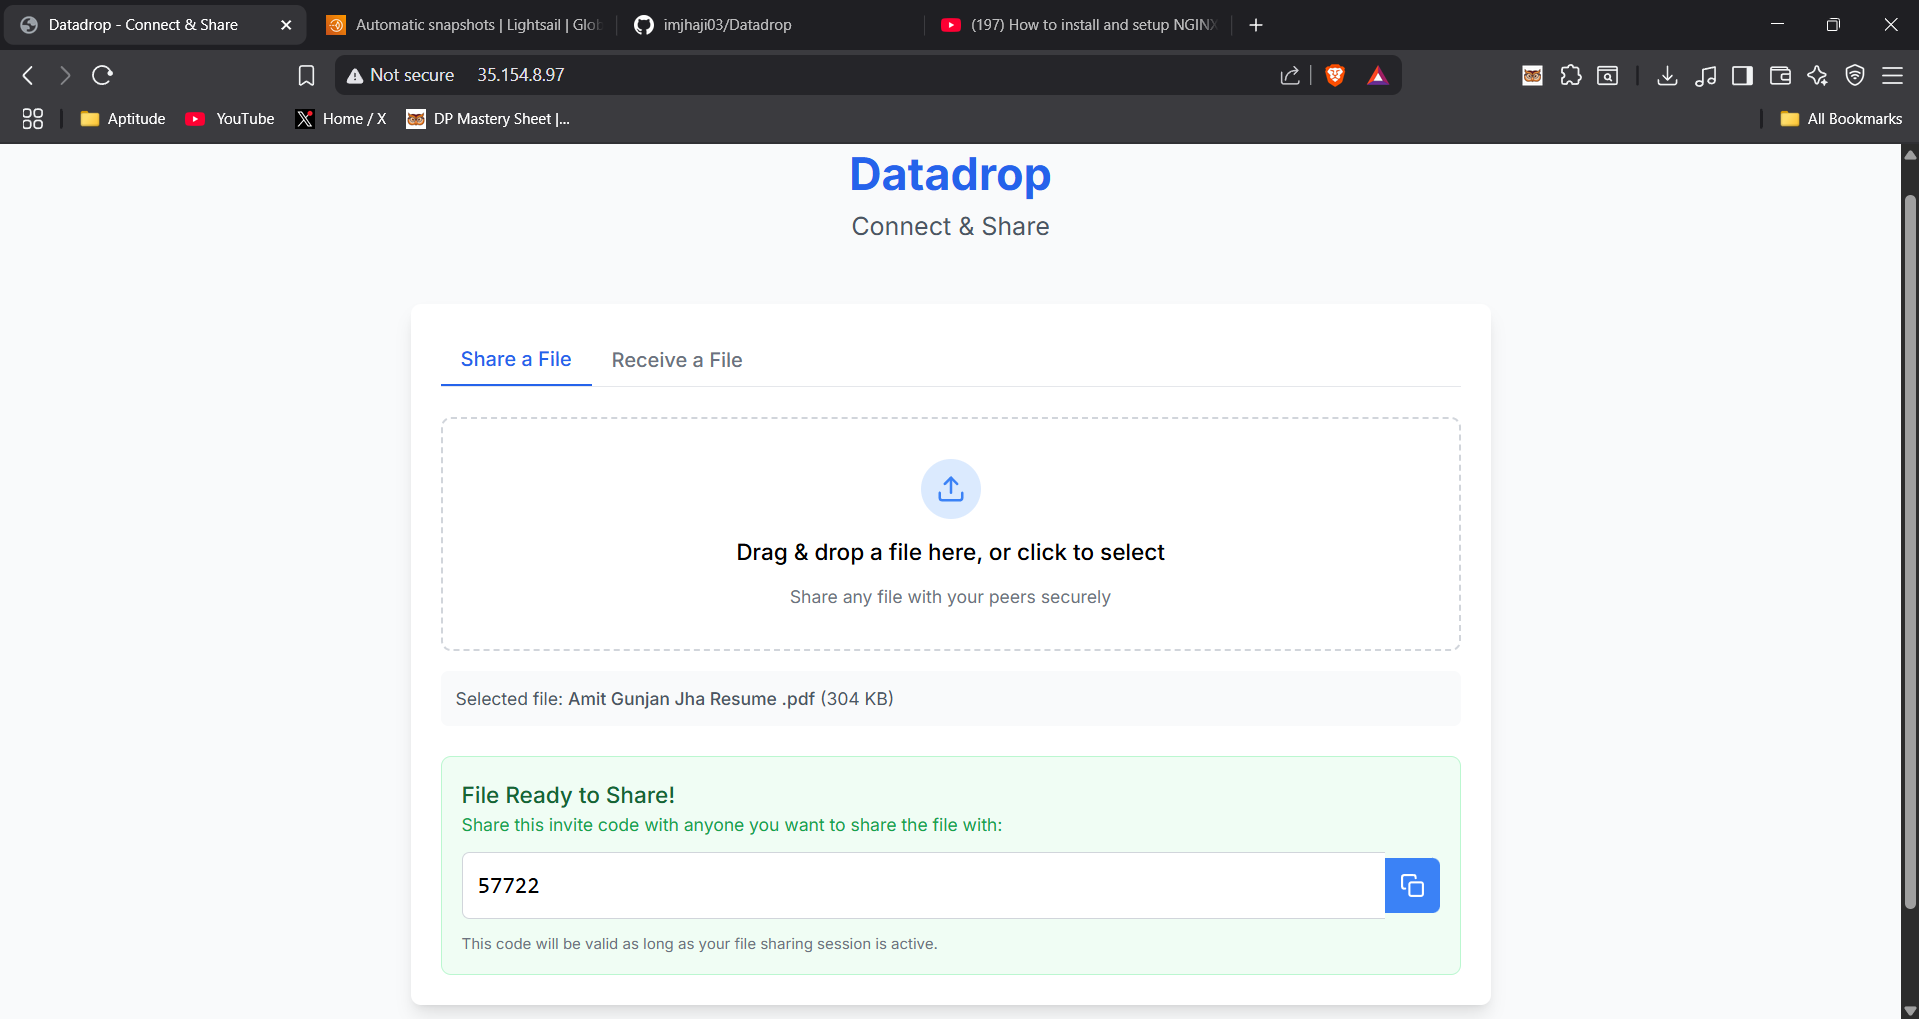 Datadrop - Connect & Share
Automatic snapshots | Lightsail | Glob
imjhaji03/Datadrop
(197) How to install and setup NGINX
Not secure 35.154.8.97
Aptitude
YouTube
Home / X
DP Mastery Sheet |...
All Bookmarks
Datadrop
Connect & Share
Share a File
Receive a File
Drag & drop a file here, or click to select
Share any file with your peers securely
Selected file: Amit Gunjan Jha Resume .pdf (304 KB)
File Ready to Share!
Share this invite code with anyone you want to share the file with:
57722
This code will be valid as long as your file sharing session is active.